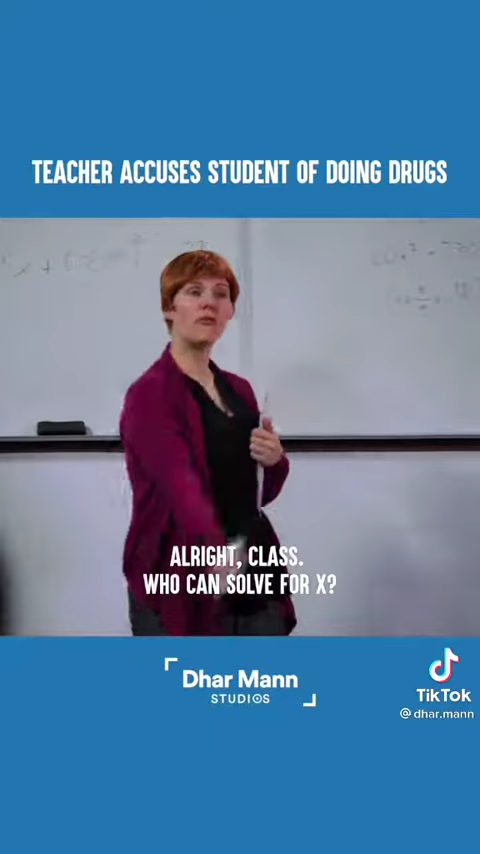 TEACHER ACCUSES STUDENT OF DOING DRUGS
ALRIGHT, CLASS.
WHO CAN SOLVE FOR X?
Dhar Mann
STUDIOS
TikTok
@dhar.mann